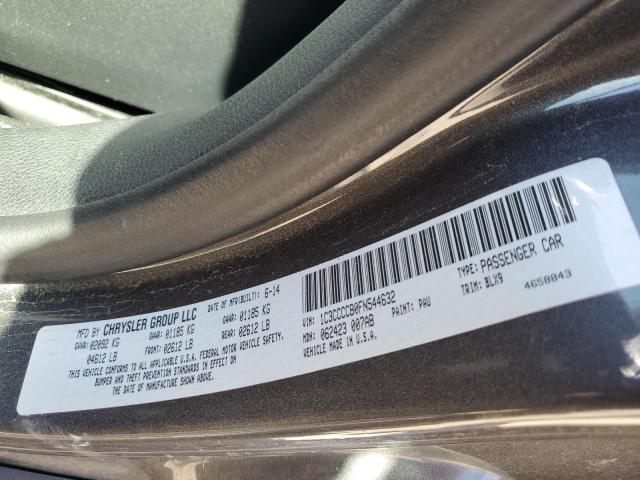 MFD BY CHRYSLER GROUP LLC DATE OF MFR(BUILT): 6-14
GVWR: 02092 KG GAWR: 01185 KG GAWR: 01185 KG
04612 LB FRONT: 02612 LB REAR: 02612 LB
THIS VEHICLE CONFORMS TO ALL APPLICABLE U.S.A. FEDERAL MOTOR VEHICLE SAFETY,
BUMPER AND THEFT PREVENTION STANDARDS IN EFFECT ON
THE DATE OF MANUFACTURE SHOWN ABOVE.
VIN: 1C3CCCCB0FN544632 TYPE: PASSENGER CAR
MDH: 062423 007AB PAINT: PAU TRIM: BLX9
MADE IN U.S.A. 4658843